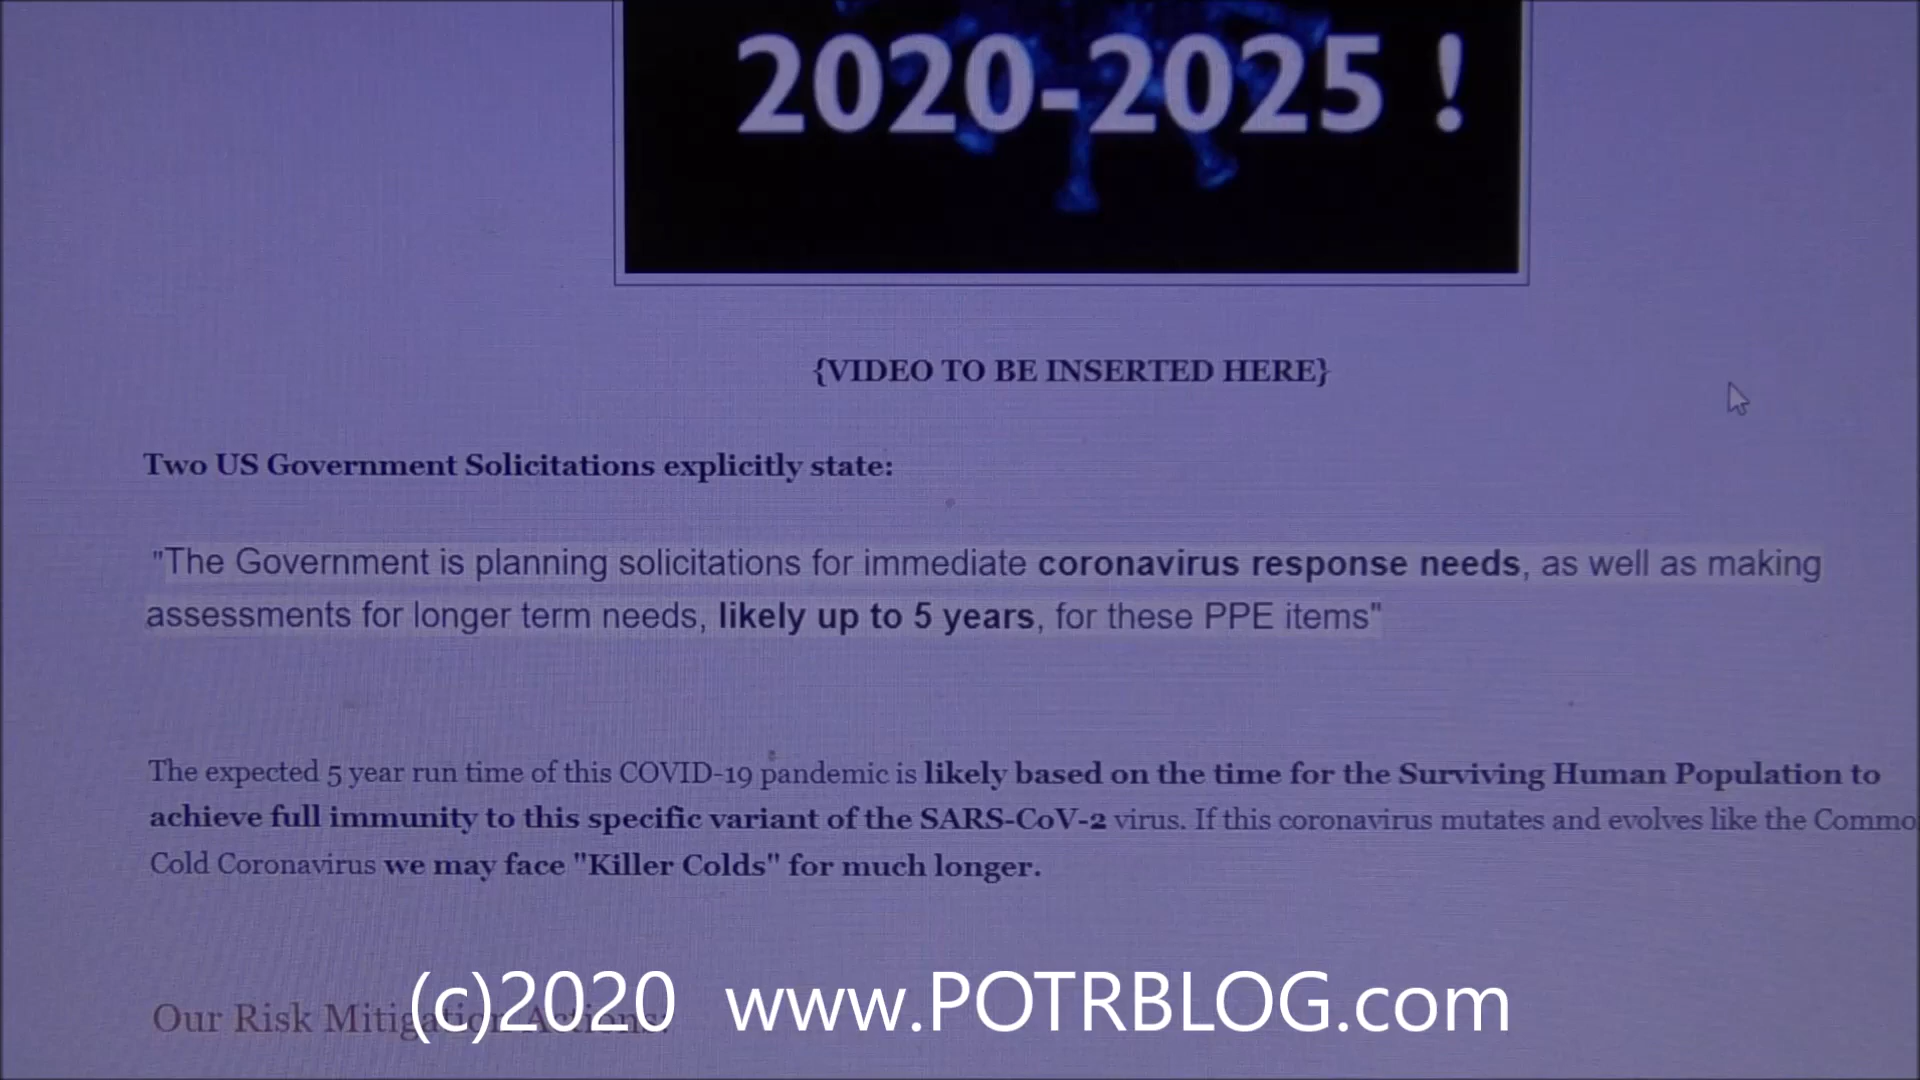 2020-2025 !
{VIDEO TO BE INSERTED HERE}
Two US Government Solicitations explicitly state:
"The Government is planning solicitations for immediate coronavirus response needs, as well as making
assessments for longer term needs, likely up to 5 years, for these PPE items"
The expected 5 year run time of this COVID-19 pandemic is likely based on the time for the Surviving Human Population to
achieve full immunity to this specific variant of the SARS-CoV-2 virus. If this coronavirus mutates and evolves like the Commo
Cold Coronavirus we may face "Killer Colds" for much longer.
Our Risk Mitigation Actions:
(c)2020 www.POTRBLOG.com